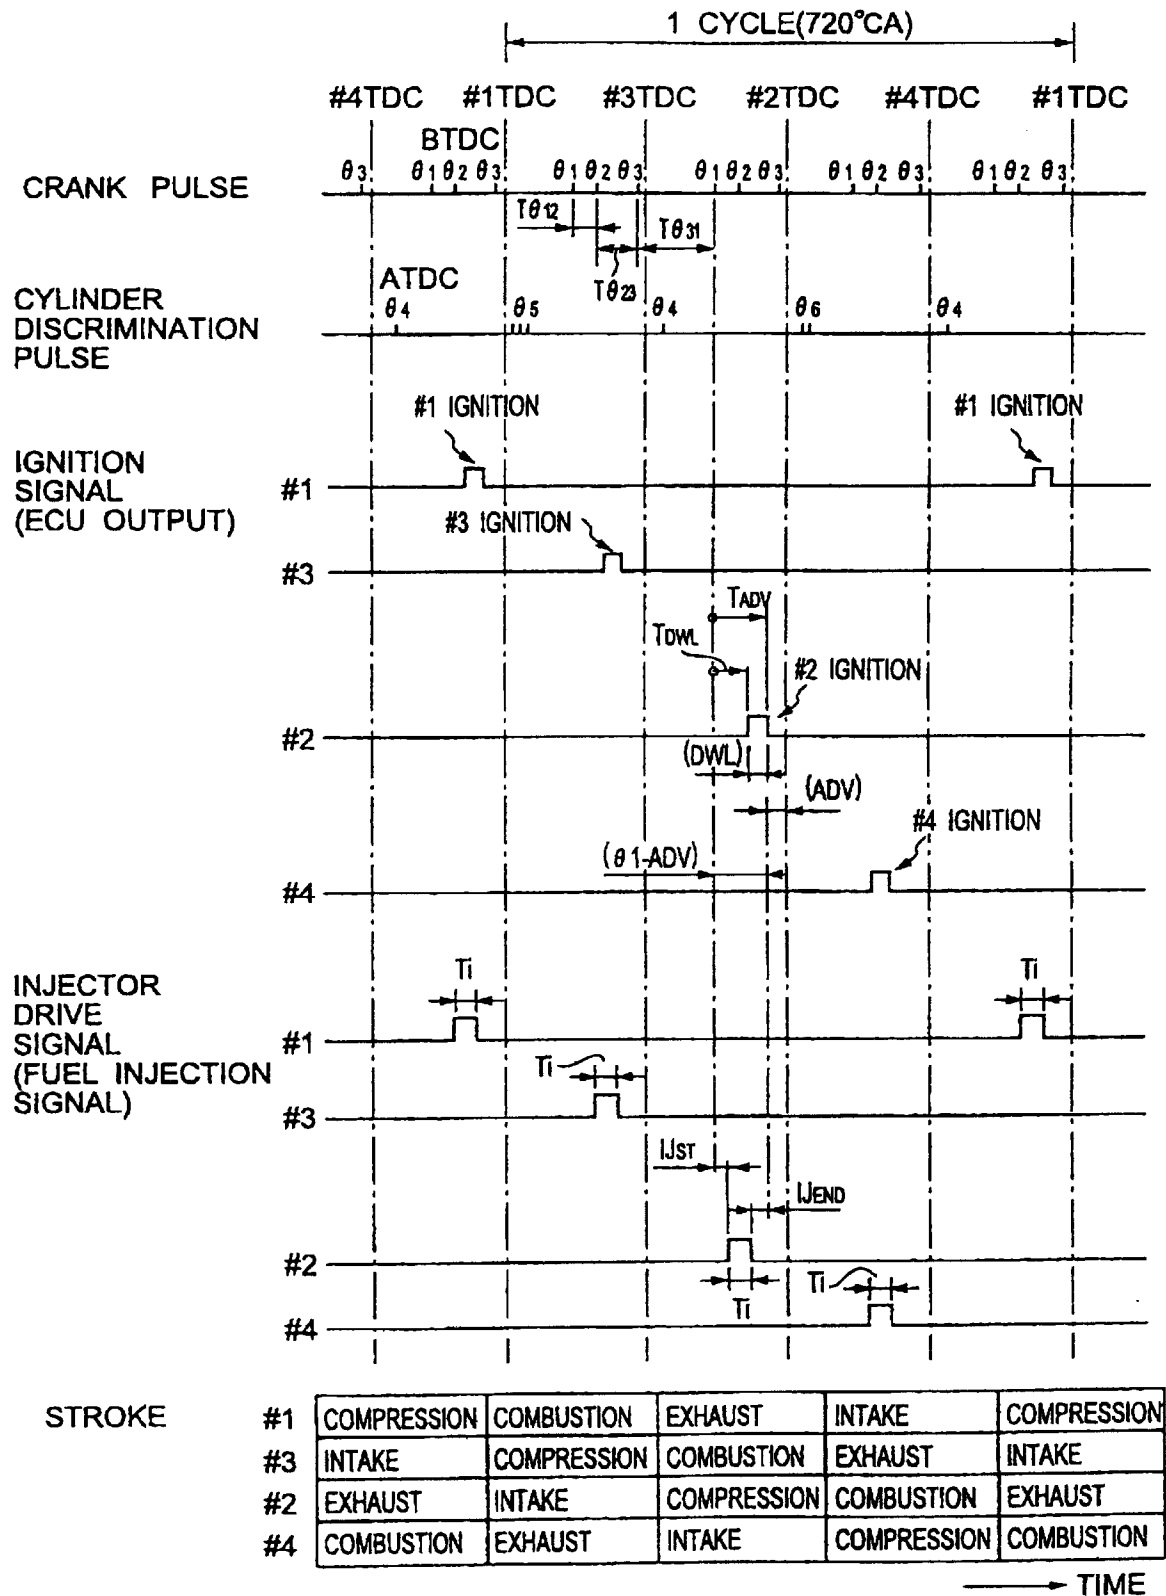 1 CYCLE(720°CA)
#4TDC #1TDC #3TDC #2TDC #4TDC #1TDC
BTDC
θ3 θ1 θ2 θ3 θ1 θ2 θ3 θ1 θ2 θ3 θ1 θ2 θ3 θ1 θ2 θ3
CRANK PULSE
Tθ12 Tθ31
Tθ23
ATDC
CYLINDER
DISCRIMINATION
PULSE
θ4 θ5 θ4 θ6 θ4
#1 IGNITION #1 IGNITION
IGNITION
SIGNAL
(ECU OUTPUT)
#1
#3 IGNITION
#3
TADV
TDWL
#2 IGNITION
#2
(DWL)
(ADV)
#4 IGNITION
(θ1-ADV)
#4
INJECTOR
DRIVE
SIGNAL
(FUEL INJECTION
SIGNAL)
Ti Ti
#1
Ti
#3
IJST
IJEND
#2
Ti Ti
#4
STROKE
#1 COMPRESSION COMBUSTION EXHAUST INTAKE COMPRESSION
#3 INTAKE COMPRESSION COMBUSTION EXHAUST INTAKE
#2 EXHAUST INTAKE COMPRESSION COMBUSTION EXHAUST
#4 COMBUSTION EXHAUST INTAKE COMPRESSION COMBUSTION
TIME